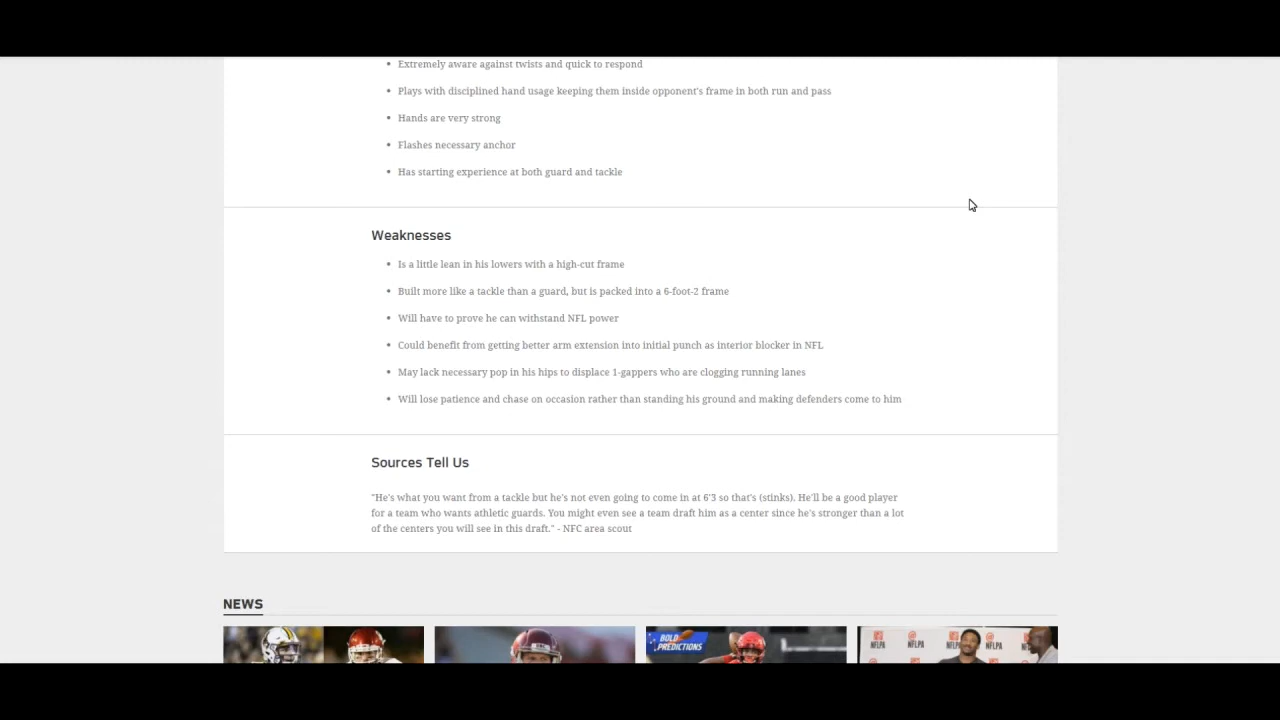 Extremely aware against twists and quick to respond
Plays with disciplined hand usage keeping them inside opponent's frame in both run and pass
Hands are very strong
Flashes necessary anchor
Has starting experience at both guard and tackle
Weaknesses
Is a little lean in his lowers with a high-cut frame
Built more like a tackle than a guard, but is packed into a 6-foot-2 frame
Will have to prove he can withstand NFL power
Could benefit from getting better arm extension into initial punch as interior blocker in NFL
May lack necessary pop in his hips to displace 1-gappers who are clogging running lanes
Will lose patience and chase on occasion rather than standing his ground and making defenders come to him
Sources Tell Us
"He's what you want from a tackle but he's not even going to come in at 6'3 so that's (stinks). He'll be a good player
for a team who wants athletic guards. You might even see a team draft him as a center since he's stronger than a lot
of the centers you will see in this draft." - NFC area scout
NEWS
BOLD
PREDICTIONS
NFLPA NFLPA NFLPA NFLPA